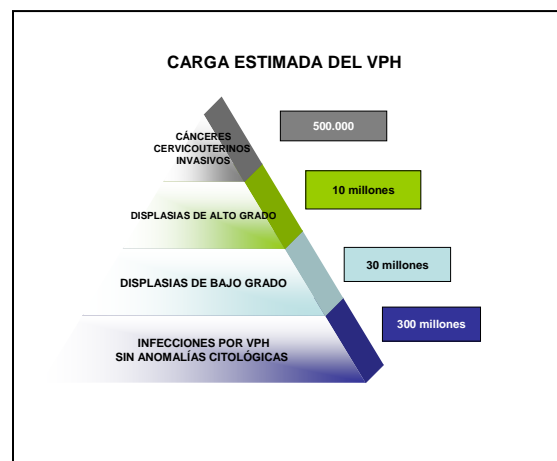 CARGA ESTIMADA DEL VPH
CÁNCERES
CERVICOUTERINOS
INVASIVOS
500.000
DISPLASIAS DE ALTO GRADO
10 millones
DISPLASIAS DE BAJO GRADO
30 millones
INFECCIONES POR VPH
SIN ANOMALÍAS CITOLÓGICAS
300 millones